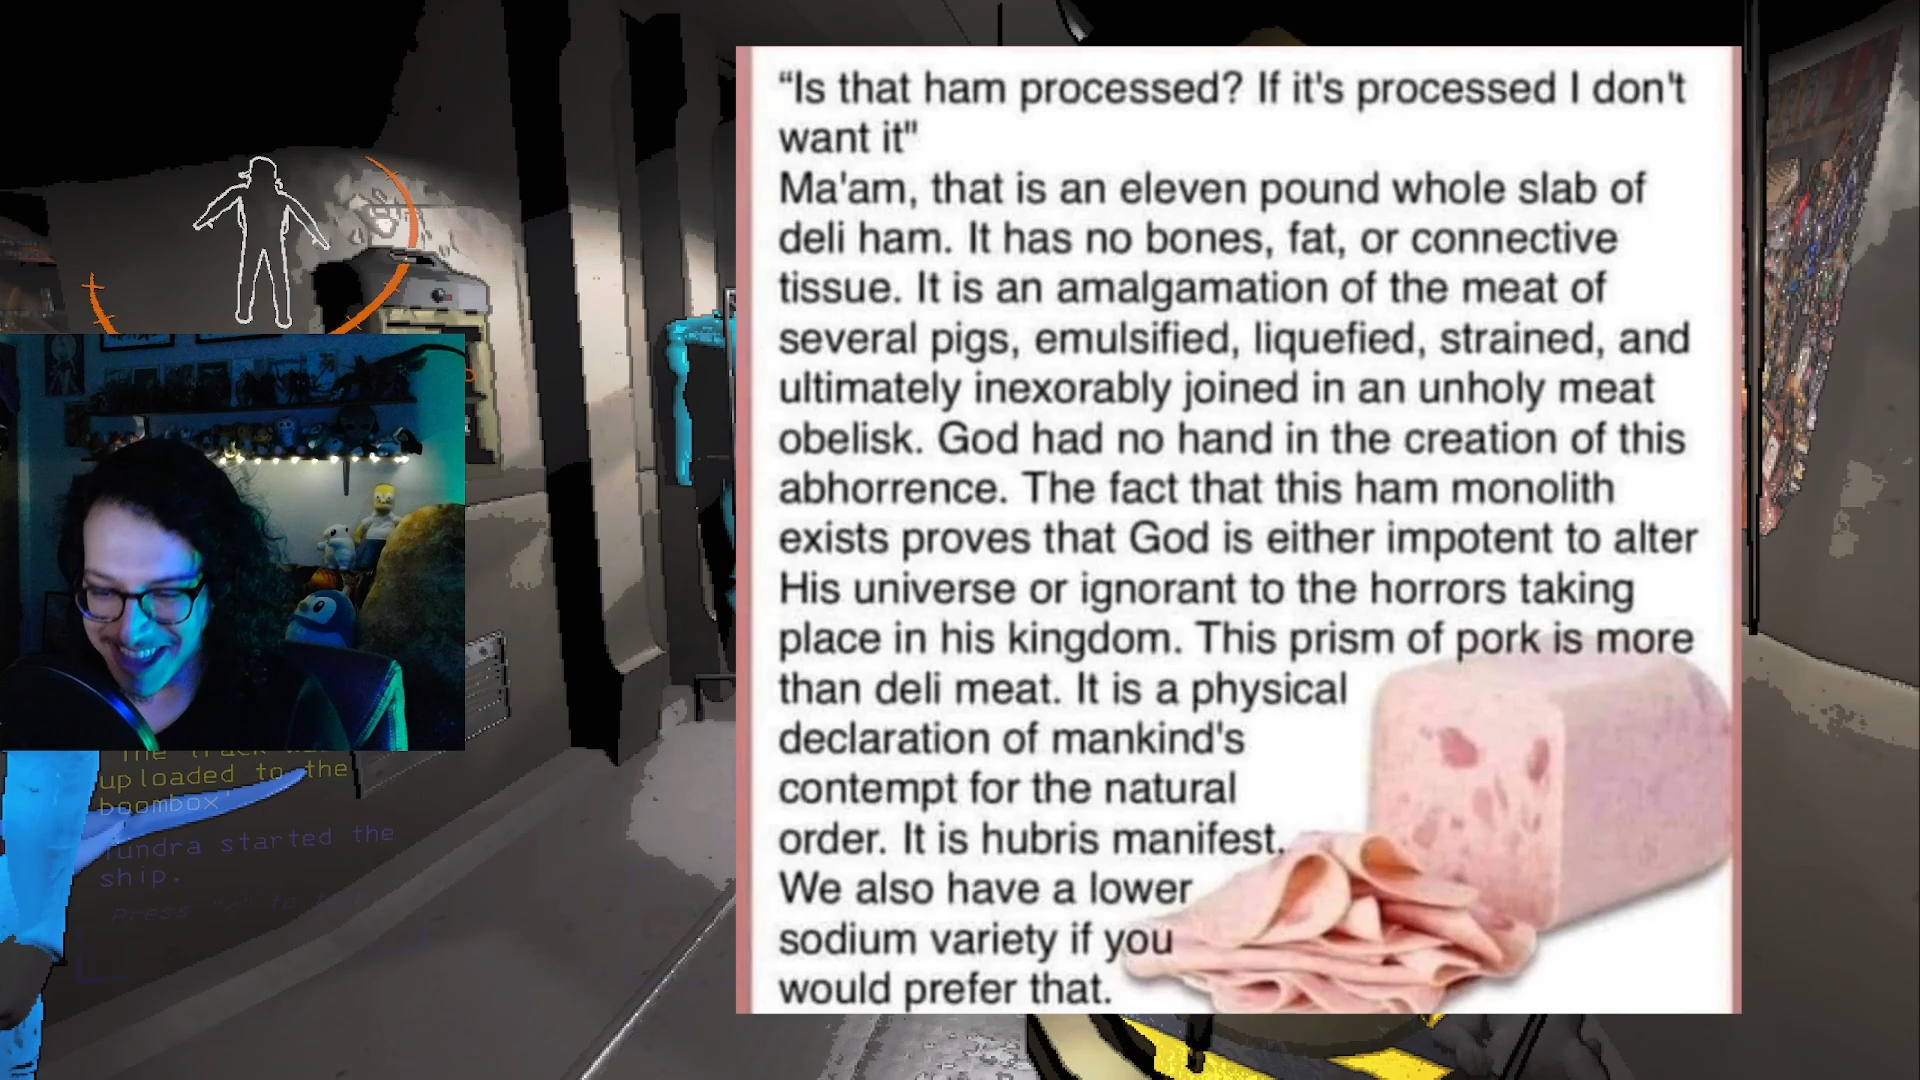 “Is that ham processed? If it's processed I don't
want it"
Ma'am, that is an eleven pound whole slab of
deli ham. It has no bones, fat, or connective
tissue. It is an amalgamation of the meat of
several pigs, emulsified, liquefied, strained, and
ultimately inexorably joined in an unholy meat
obelisk. God had no hand in the creation of this
abhorrence. The fact that this ham monolith
exists proves that God is either impotent to alter
His universe or ignorant to the horrors taking
place in his kingdom. This prism of pork is more
than deli meat. It is a physical
declaration of mankind's
contempt for the natural
order. It is hubris manifest.
We also have a lower
sodium variety if you
would prefer that.
uploaded to the
boombox
Tundra started the
ship.
Press "/" to